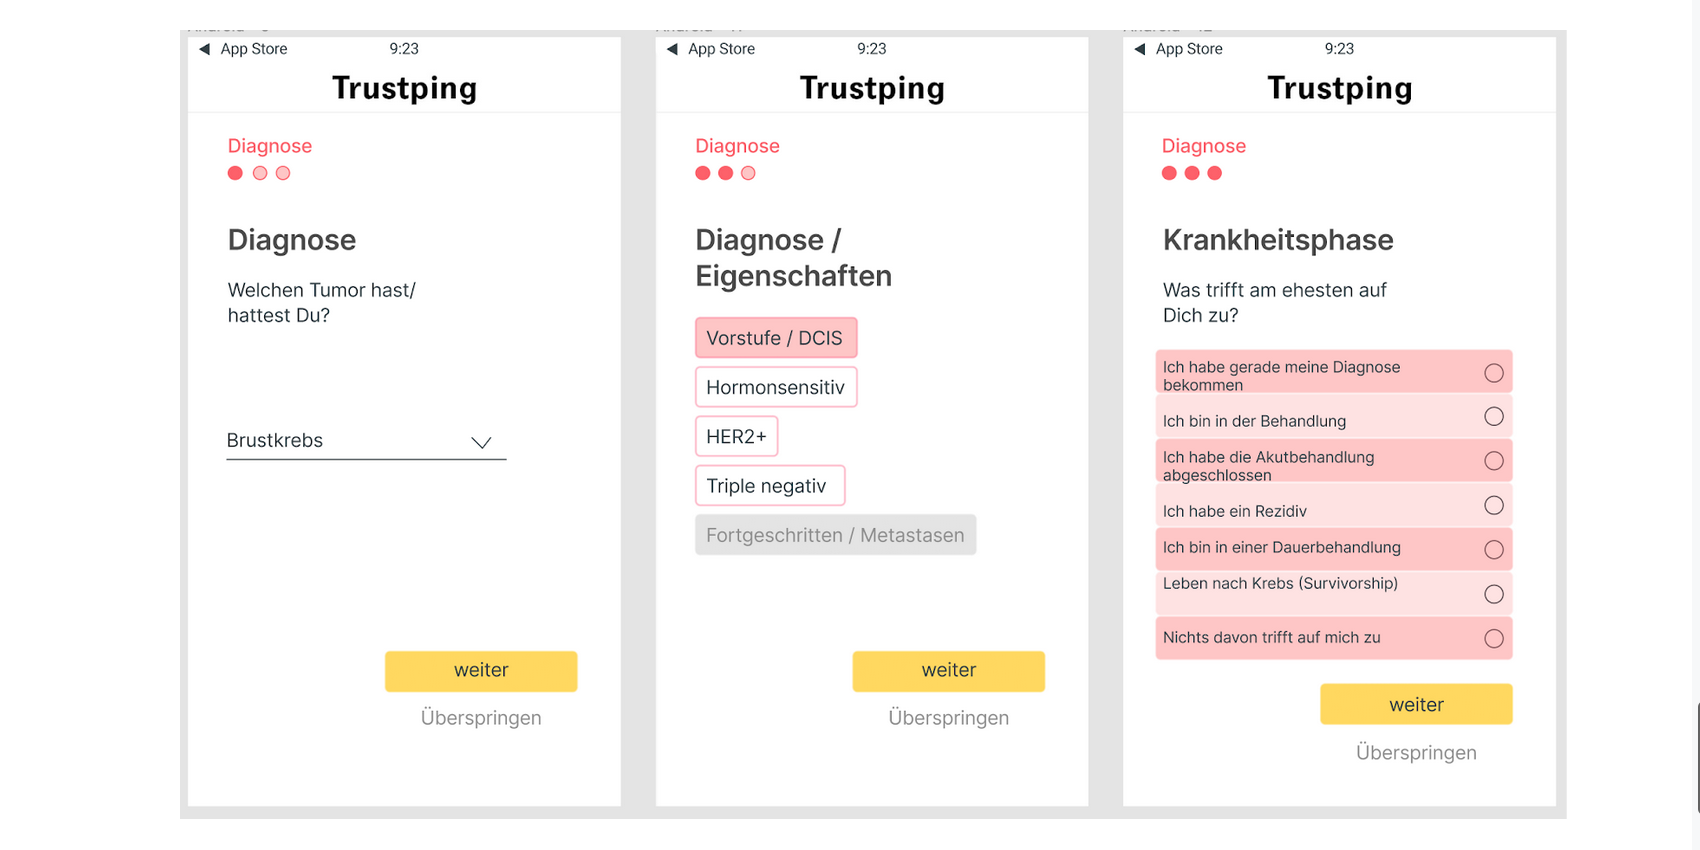 App Store
9:23
Trustping
Diagnose
Diagnose
Welchen Tumor hast/
hattest Du?
Brustkrebs
weiter
Überspringen
App Store
9:23
Trustping
Diagnose
Diagnose /
Eigenschaften
Vorstufe / DCIS
Hormonsensitiv
HER2+
Triple negativ
Fortgeschritten / Metastasen
weiter
Überspringen
App Store
9:23
Trustping
Diagnose
Krankheitsphase
Was trifft am ehesten auf
Dich zu?
Ich habe gerade meine Diagnose
bekommen
Ich bin in der Behandlung
Ich habe die Akutbehandlung
abgeschlossen
Ich habe ein Rezidiv
Ich bin in einer Dauerbehandlung
Leben nach Krebs (Survivorship)
Nichts davon trifft auf mich zu
weiter
Überspringen